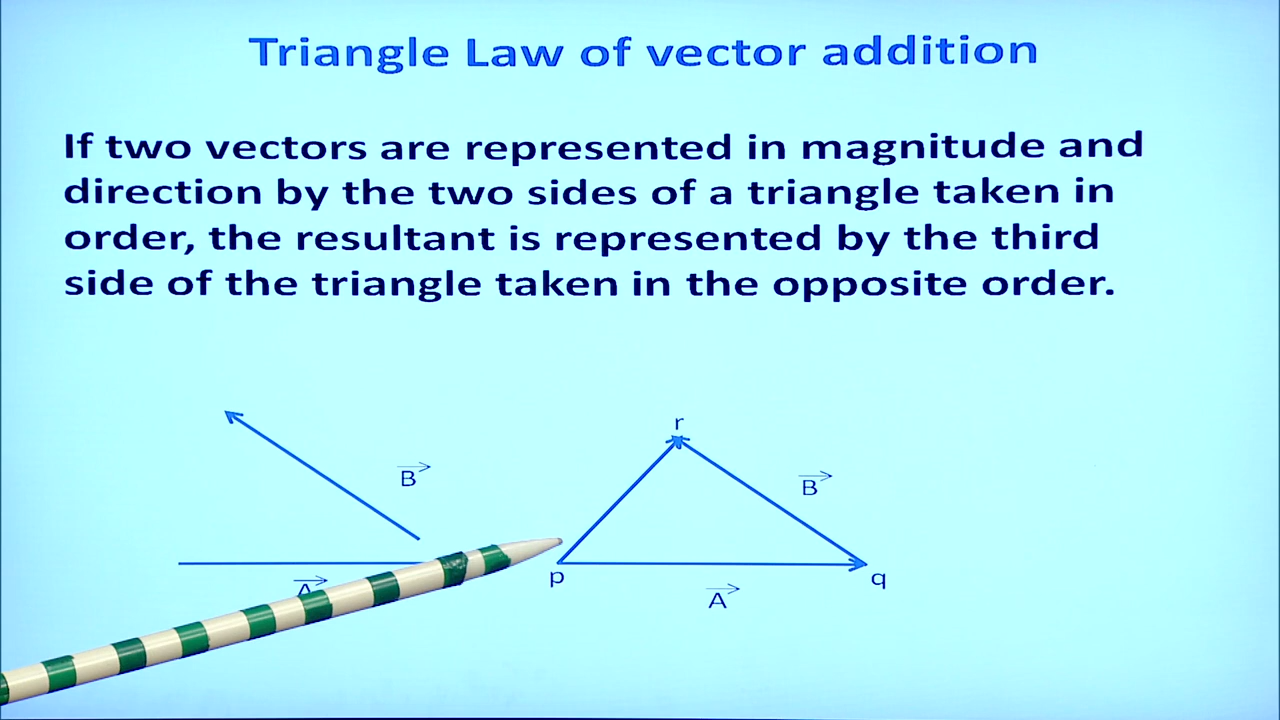 Triangle Law of vector addition
If two vectors are represented in magnitude and
direction by the two sides of a triangle taken in
order, the resultant is represented by the third
side of the triangle taken in the opposite order.
r
B
B
p
q
A
A